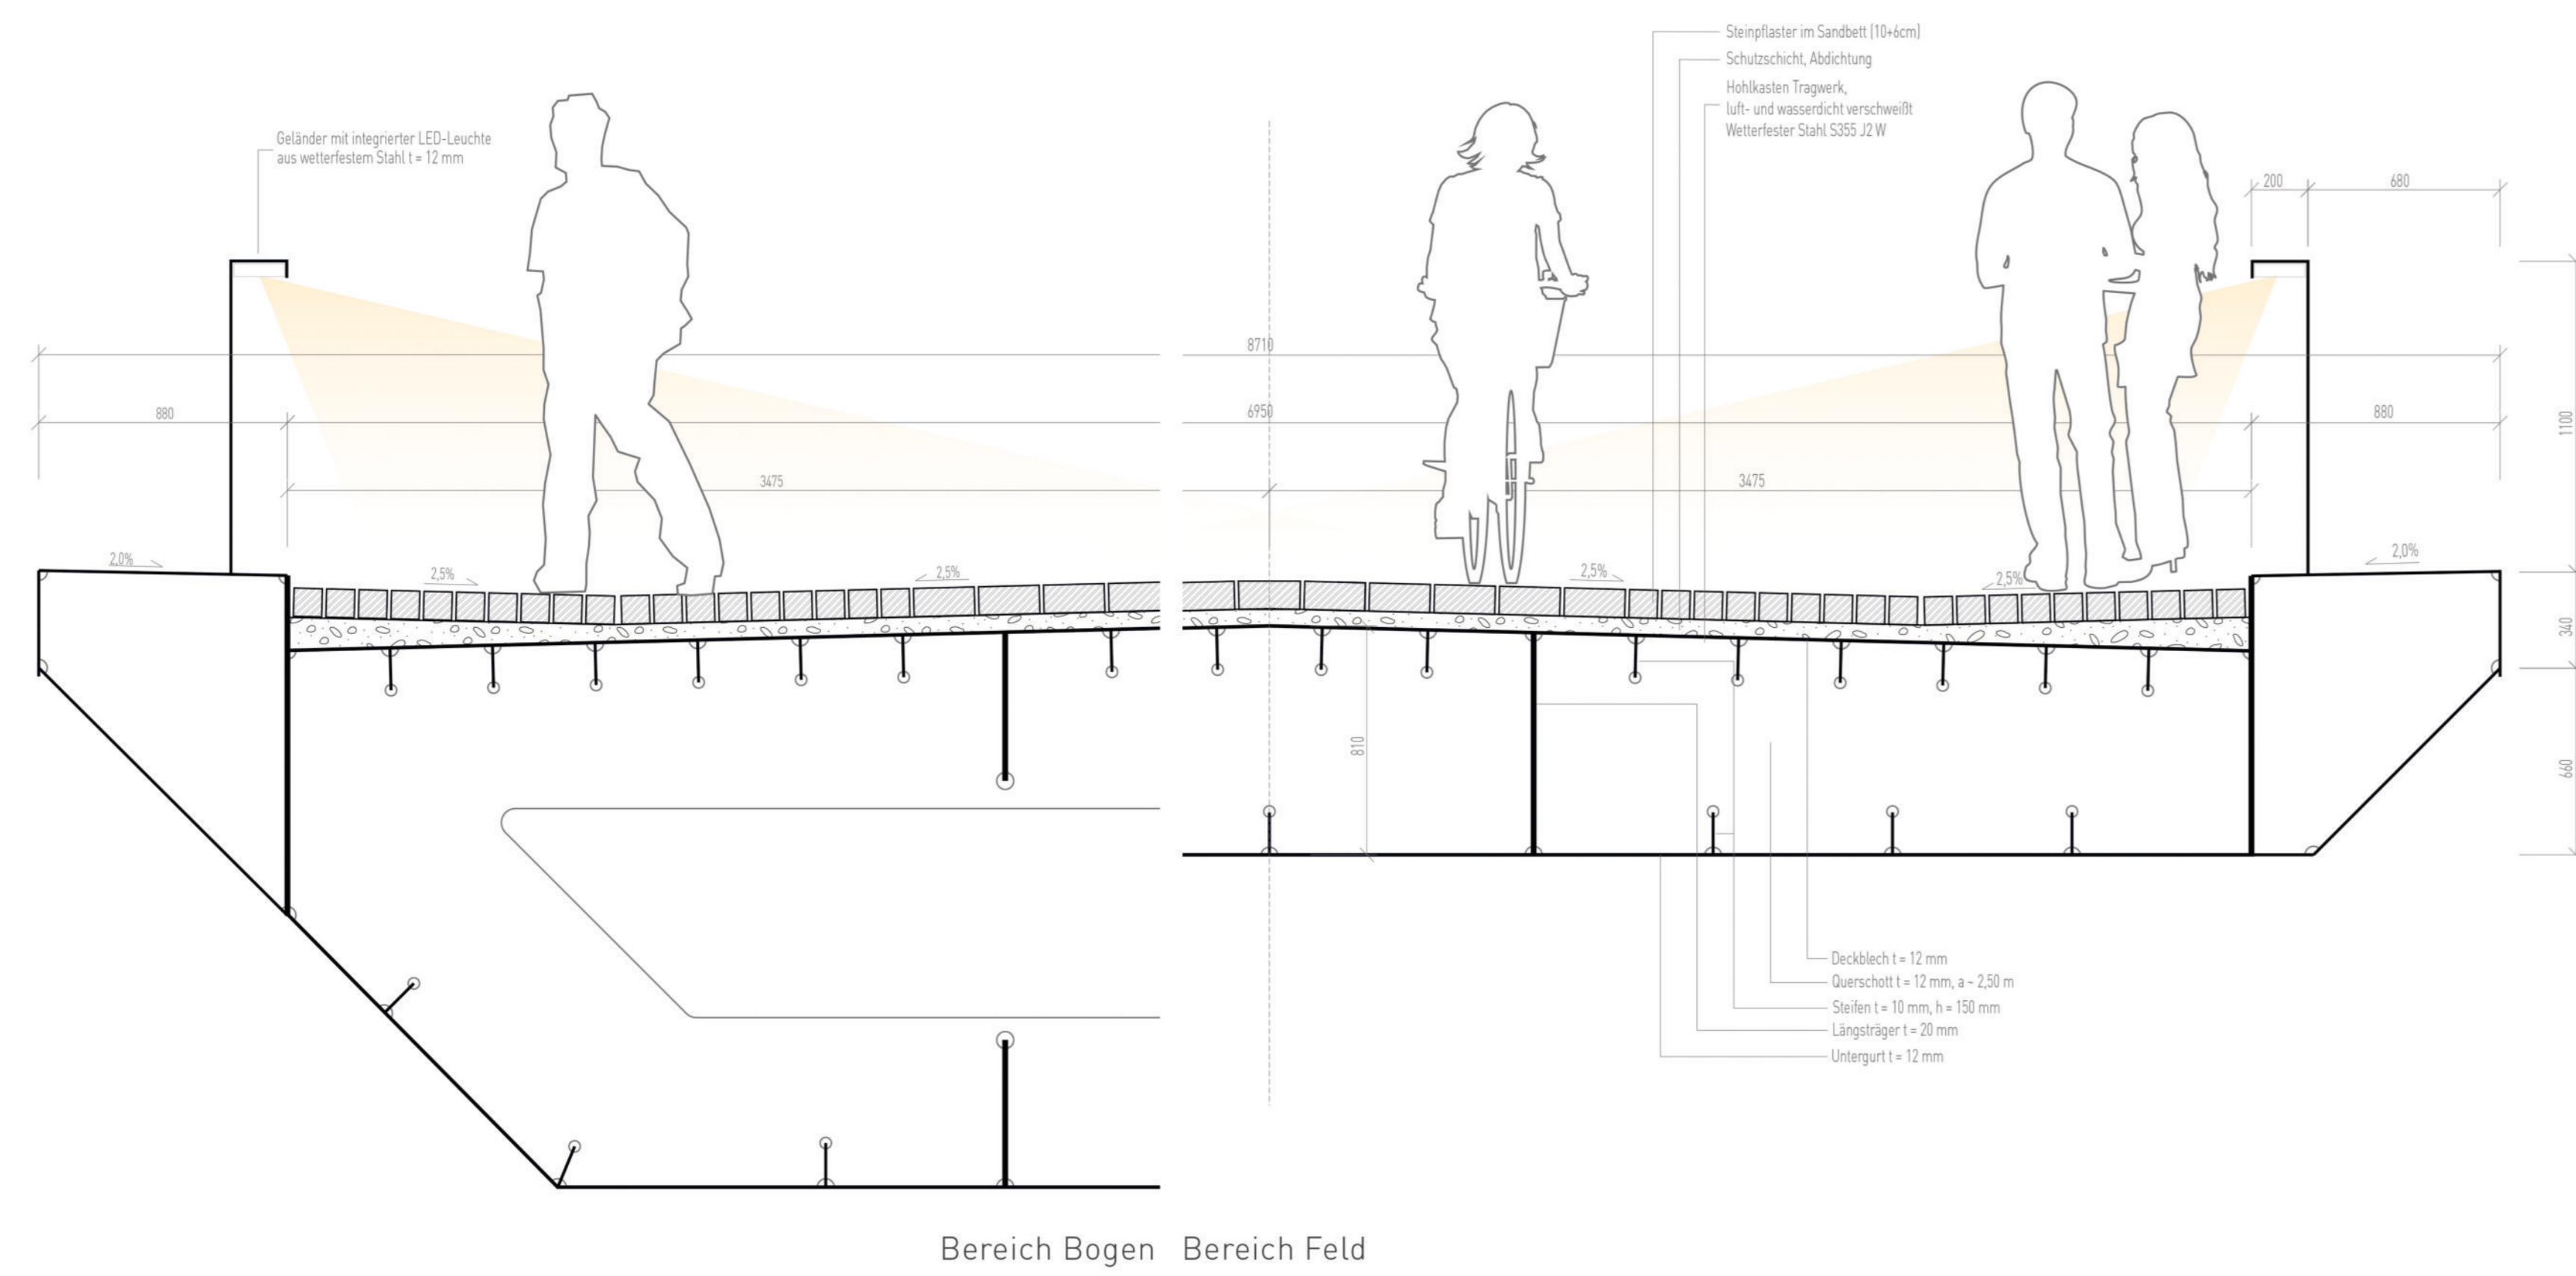 Steinpflaster im Sandbett (10+6cm)
Schutzschicht, Abdichtung
Hohlkasten Tragwerk,
luft- und wasserdicht verschweißt
Wetterfester Stahl S355 J2 W
Geländer mit integrierter LED-Leuchte
aus wetterfestem Stahl t = 12 mm
200
680
8710
880
6950
880
1100
3475
3475
2,0%
2,5%
2,5%
2,5%
2,5%
2,0%
340
810
660
Deckblech t = 12 mm
Querschott t = 12 mm, a ~ 2,50 m
Steifen t = 10 mm, h = 150 mm
Längsträger t = 20 mm
Untergurt t = 12 mm
Bereich Bogen
Bereich Feld